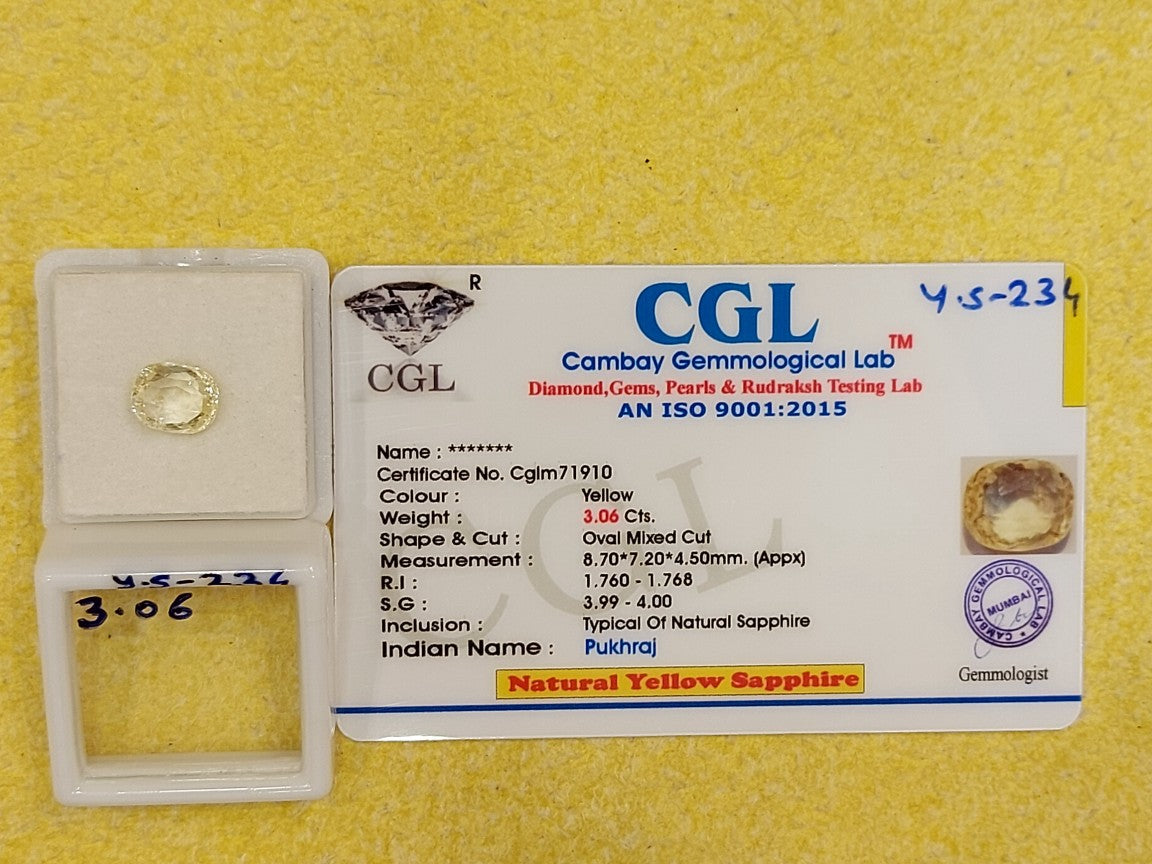 R
CGL
CGL
TM
Cambay Gemmological Lab
Diamond,Gems, Pearls & Rudraksh Testing Lab
AN ISO 9001:2015
Y.S-234
Name : *******
Certificate No. Cglm71910
Colour : Yellow
Weight : 3.06 Cts.
Shape & Cut : Oval Mixed Cut
Measurement : 8.70*7.20*4.50mm. (Appx)
R.I : 1.760 - 1.768
S.G : 3.99 - 4.00
Inclusion : Typical Of Natural Sapphire
Indian Name : Pukhraj
Natural Yellow Sapphire
CGL
CAMBAY GEMMOLOGICAL LAB
MUMBAI
Gemmologist
3.06